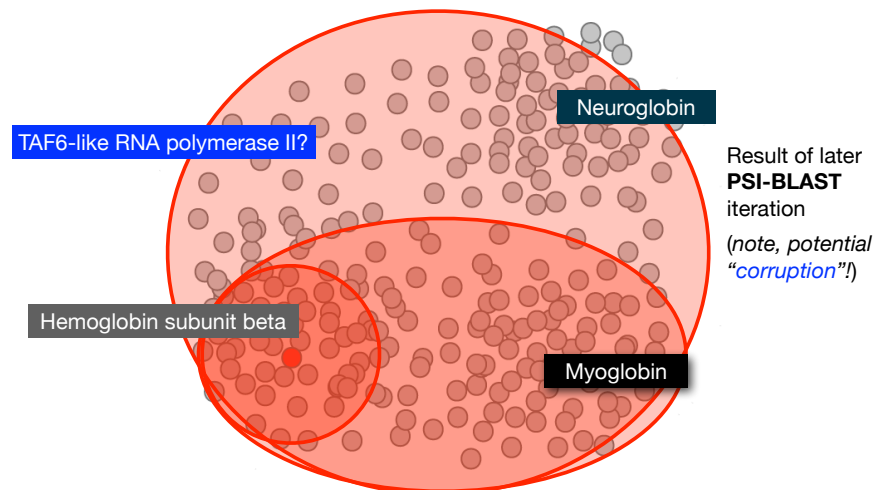 Neuroglobin
TAF6-like RNA polymerase II?
Result of later
PSI-BLAST
iteration
(note, potential
“corruption”!)
Hemoglobin subunit beta
Myoglobin